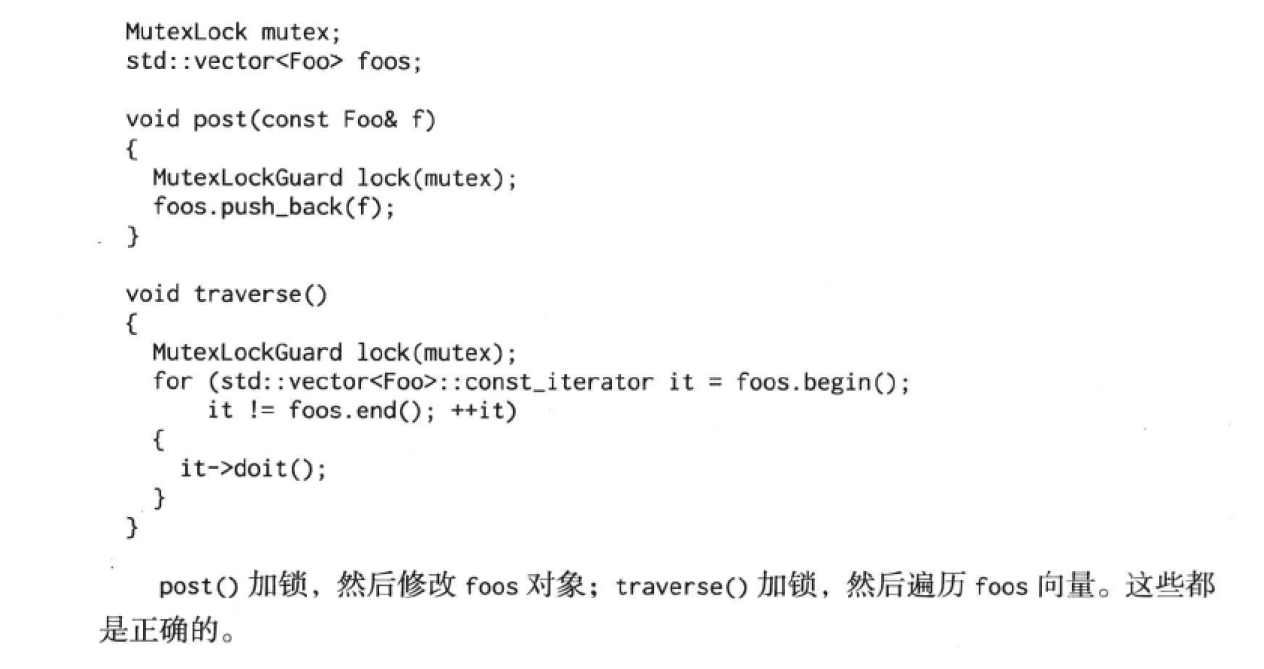 MutexLock mutex;
std::vector<Foo> foos;
void post(const Foo& f)
{
MutexLockGuard lock(mutex);
foos.push_back(f);
}
void traverse()
{
MutexLockGuard lock(mutex);
for (std::vector<Foo>::const_iterator it = foos.begin();
it != foos.end(); ++it)
{
it->doit();
}
}
post() 加锁，然后修改 foos 对象；traverse() 加锁，然后遍历 foos 向量。这些都
是正确的。